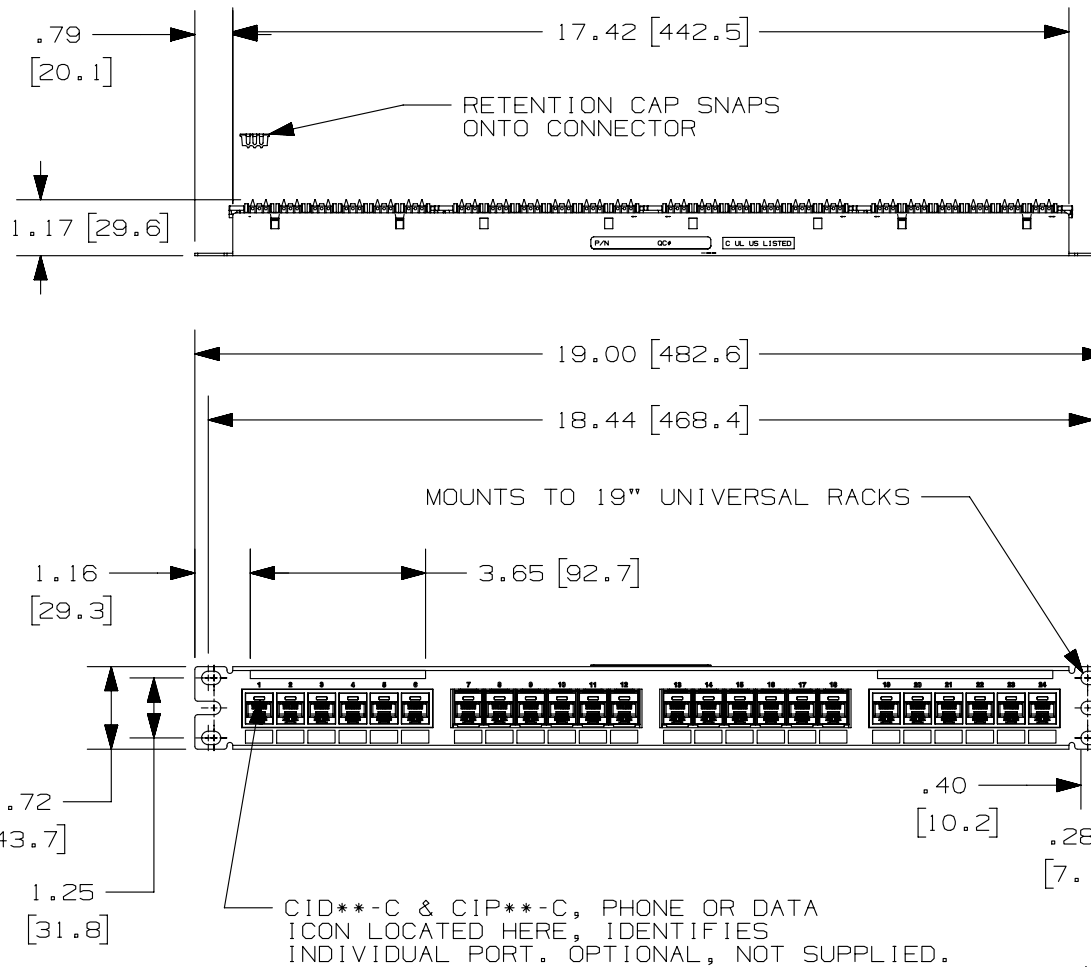 .79
[20.1]
17.42 [442.5]
RETENTION CAP SNAPS
ONTO CONNECTOR
1.17 [29.6]
P/N QC#
C UL US LISTED
19.00 [482.6]
18.44 [468.4]
MOUNTS TO 19" UNIVERSAL RACKS
1.16
[29.3]
3.65 [92.7]
1 2 3 4 5 6 7 8 9 10 11 12 13 14 15 16 17 18 19 20 21 22 23 24
.72
43.7]
1.25
[31.8]
.40
[10.2]
.28
[7.
CID**-C & CIP**-C, PHONE OR DATA
ICON LOCATED HERE, IDENTIFIES
INDIVIDUAL PORT. OPTIONAL, NOT SUPPLIED.